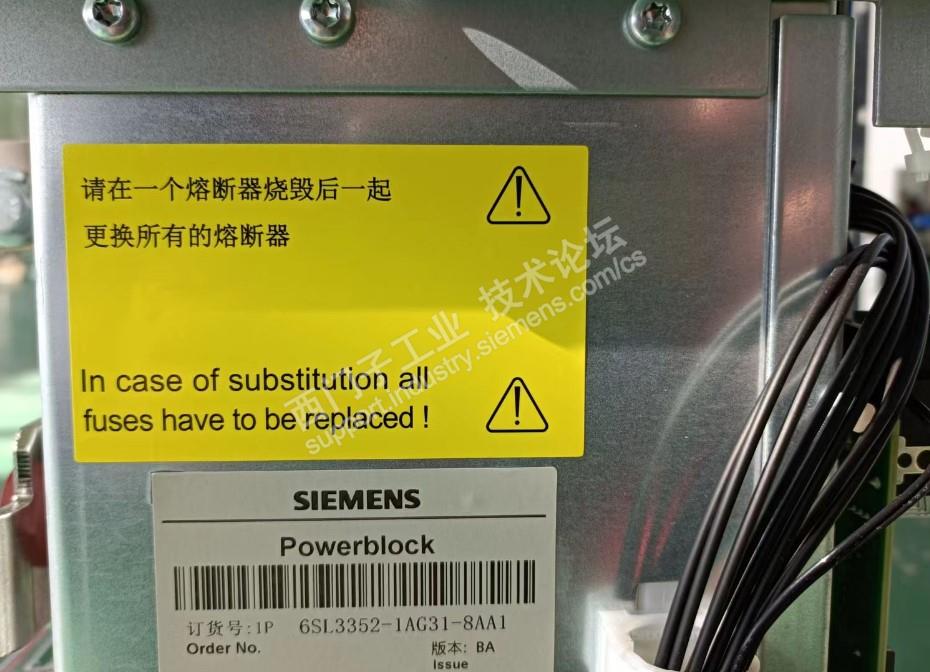 请在一个熔断器烧毁后一起
更换所有的熔断器
西门子工业 技术论坛
support.industry.siemens.com/cs
In case of substitution all
fuses have to be replaced !
SIEMENS
Powerblock
订货号:1P 6SL3352-1AG31-8AA1
Order No.
版本: BA
Issue